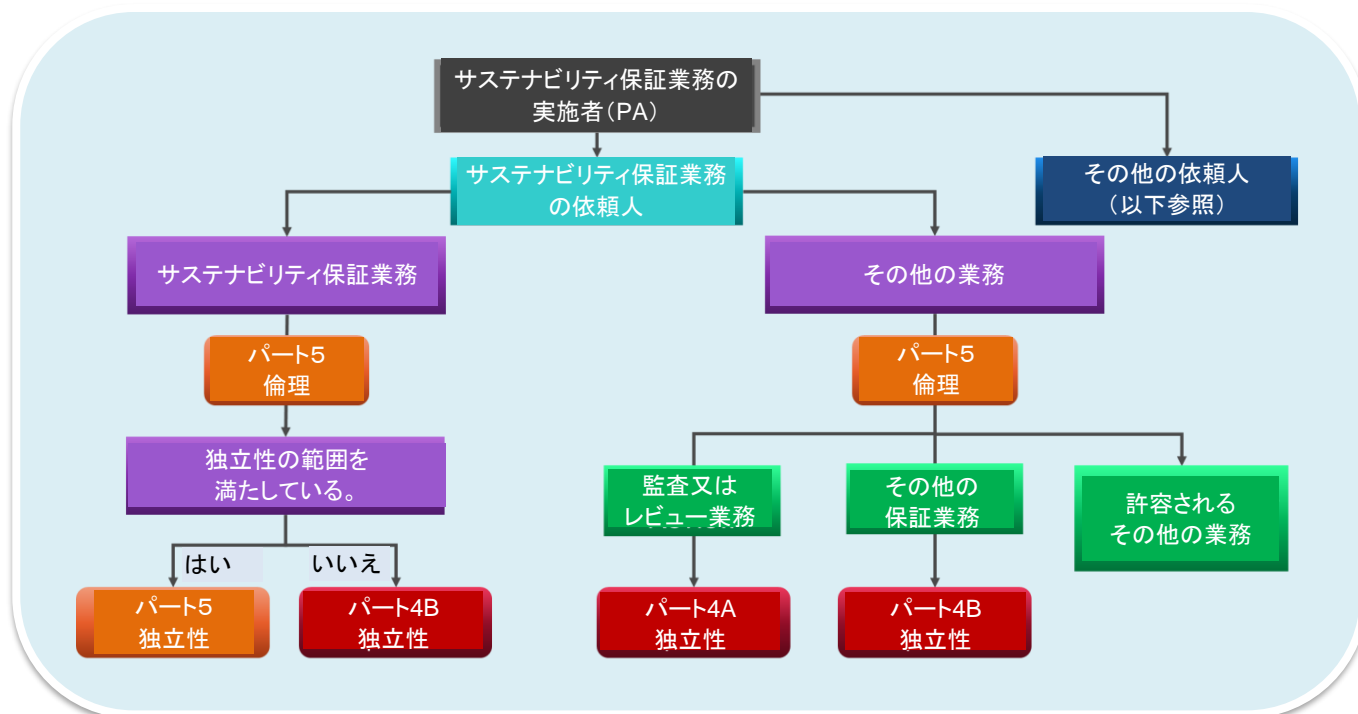 サステナビリティ保証業務の
実施者（PA）
サステナビリティ保証業務
の依頼人
その他の依頼人
（以下参照）
サステナビリティ保証業務
その他の業務
パート５
倫理
パート５
倫理
独立性の範囲を
満たしている。
監査又は
レビュー業務
その他の
保証業務
許容される
その他の業務
はい
いいえ
パート5
独立性
パート4B
独立性
パート4A
独立性
パート4B
独立性